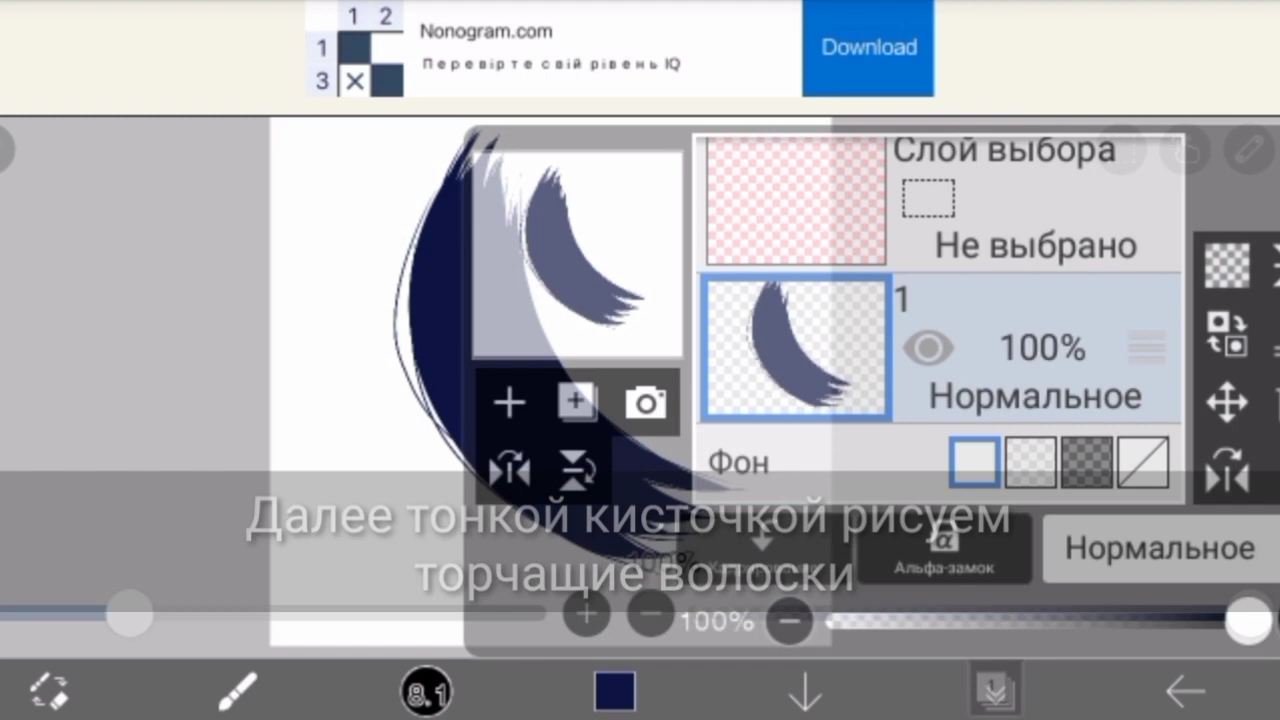 1 2
Nonogram.com
1
Перевірте свій рівень IQ
Download
3
Слой выбора
Не выбрано
1
100%
Нормальное
Фон
Далее тонкой кисточкой рисуем
торчащие волоски
α
Альфа-замок
Нормальное
100%
8.1
1